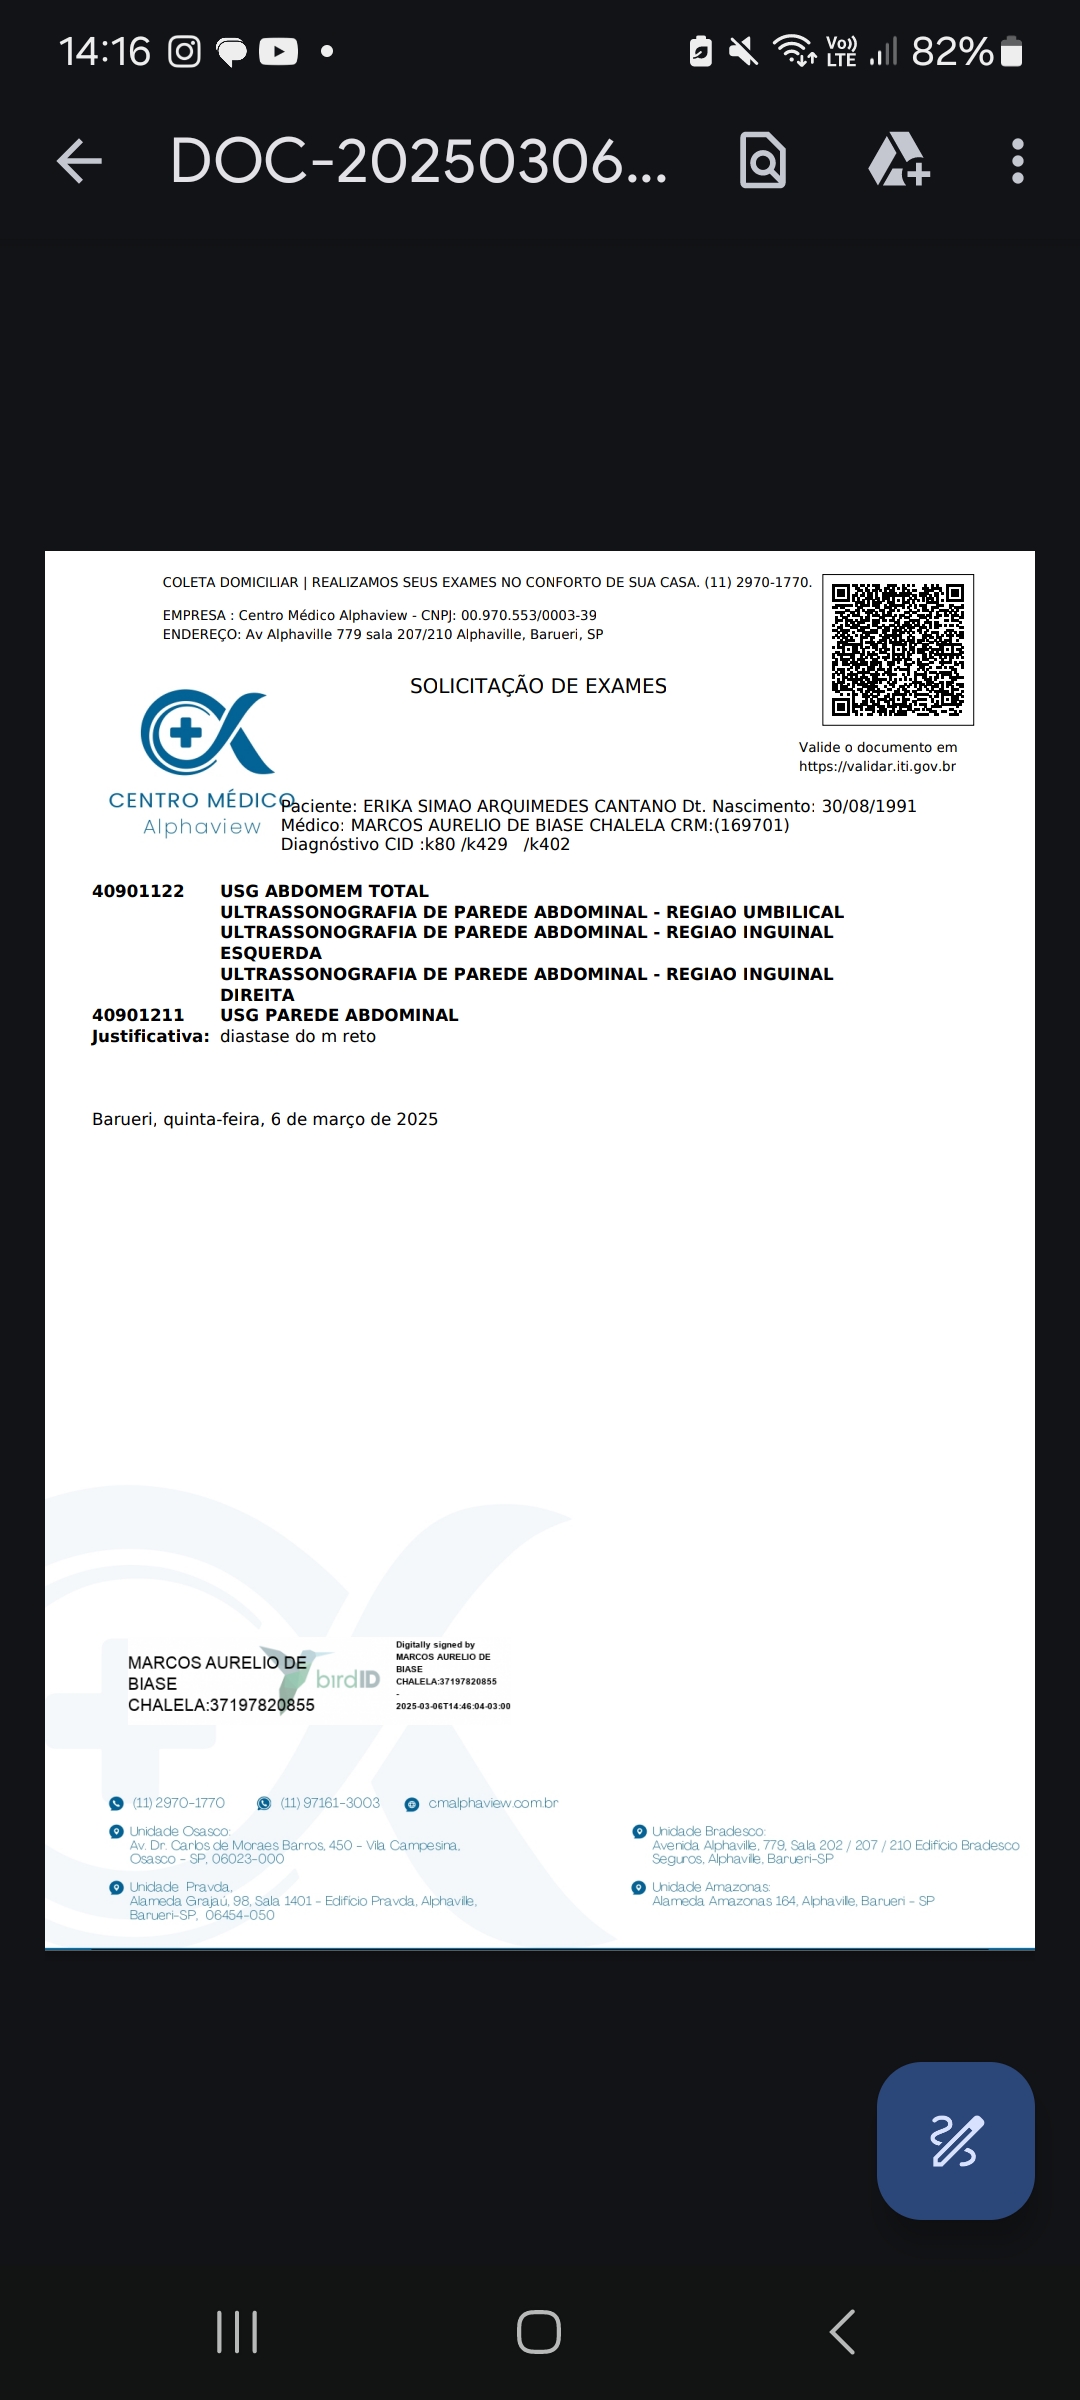 14:16
Vo))
LTE
82%
DOC-20250306...
COLETA DOMICILIAR | REALIZAMOS SEUS EXAMES NO CONFORTO DE SUA CASA. (11) 2970-1770.
EMPRESA : Centro Médico Alphaview - CNPJ: 00.970.553/0003-39
ENDEREÇO: Av Alphaville 779 sala 207/210 Alphaville, Barueri, SP
SOLICITAÇÃO DE EXAMES
Valide o documento em
https://validar.iti.gov.br
CENTRO MÉDICO
Alphaview
Paciente: ERIKA SIMAO ARQUIMEDES CANTANO Dt. Nascimento: 30/08/1991
Médico: MARCOS AURELIO DE BIASE CHALELA CRM:(169701)
Diagnóstivo CID :k80 /k429 /k402
40901122 USG ABDOMEM TOTAL
ULTRASSONOGRAFIA DE PAREDE ABDOMINAL - REGIAO UMBILICAL
ULTRASSONOGRAFIA DE PAREDE ABDOMINAL - REGIAO INGUINAL
ESQUERDA
ULTRASSONOGRAFIA DE PAREDE ABDOMINAL - REGIAO INGUINAL
DIREITA
40901211 USG PAREDE ABDOMINAL
Justificativa: diastase do m reto
Barueri, quinta-feira, 6 de março de 2025
MARCOS AURELIO DE
BIASE
CHALELA:37197820855
birdID
Digitally signed by
MARCOS AURELIO DE
BIASE
CHALELA:37197820855
-
2025-03-06T14:46:04-03:00
(11) 2970-1770 (11) 97161-3003 cmalphaview.com.br
Unidade Osasco:
Av. Dr. Carlos de Moraes Barros, 450 - Vila Campesina,
Osasco - SP, 06023-000
Unidade Bradesco:
Avenida Alphaville, 779, Sala 202 / 207 / 210 Edifício Bradesco
Seguros, Alphaville, Barueri-SP
Unidade Pravda,
Alameda Grajaú, 98, Sala 1401 - Edifício Pravda, Alphaville,
Barueri-SP, 06454-050
Unidade Amazonas:
Alameda Amazonas 164, Alphaville, Barueri - SP